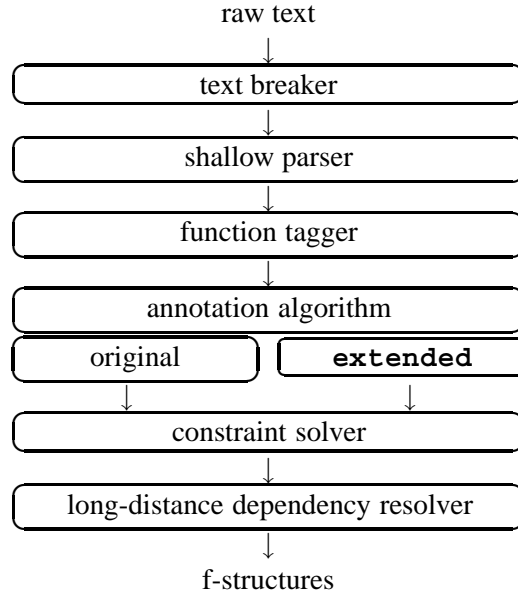 raw text
text breaker
shallow parser
function tagger
annotation algorithm
original extended
constraint solver
long-distance dependency resolver
f-structures